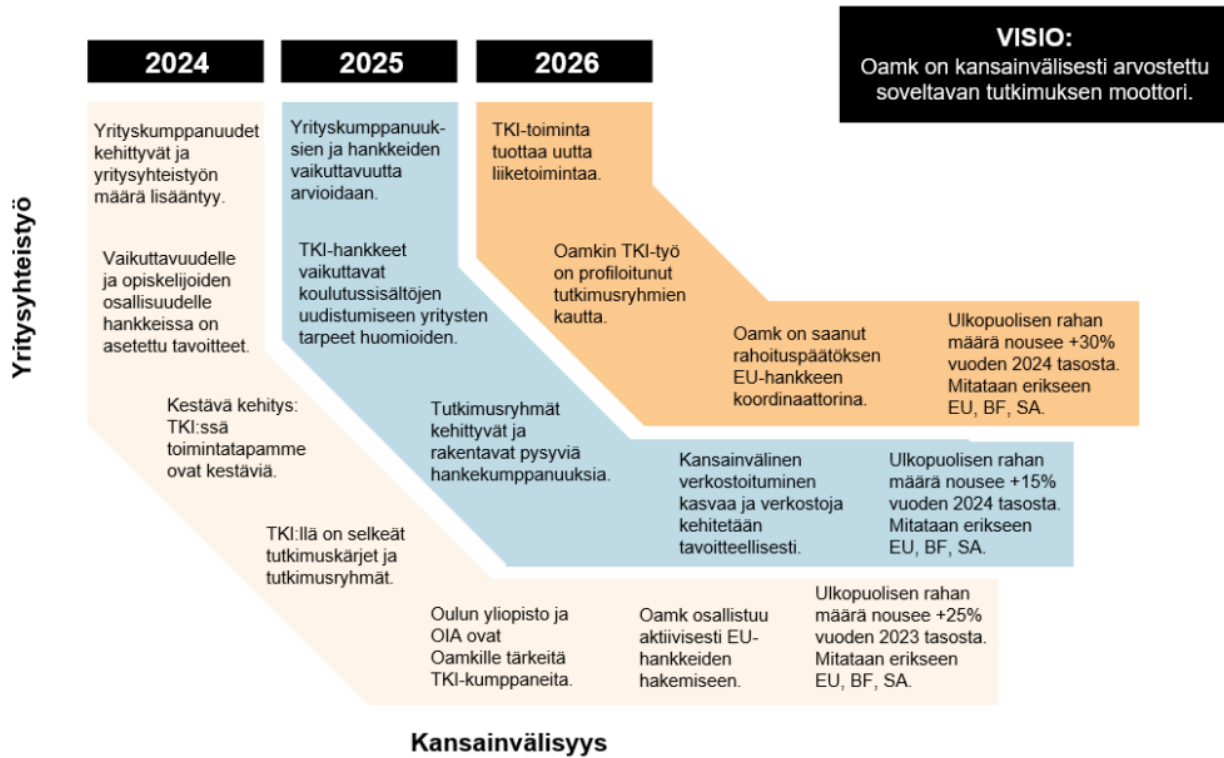 VISIO:
Oamk on kansainvälisesti arvostettu
soveltavan tutkimuksen moottori.
2024
2025
2026
Yritysyhteistyö
Yrityskumppanuudet
kehittyvät ja
yritysyhteistyön
määrä lisääntyy.
Vaikuttavuudelle
ja opiskelijoiden
osallisuudelle
hankkeissa on
asetettu tavoitteet.
Kestävä kehitys:
TKI:ssä
toimintatapamme
ovat kestäviä.
TKI:llä on selkeät
tutkimuskärjet ja
tutkimusryhmät.
Oulun yliopisto ja
OIA ovat
Oamkille tärkeitä
TKI-kumppaneita.
Oamk osallistuu
aktiivisesti EU-
hankkeiden
hakemiseen.
Ulkopuolisen rahan
määrä nousee +25%
vuoden 2023 tasosta.
Mitataan erikseen
EU, BF, SA.
Yrityskumppanuuk-
sien ja hankkeiden
vaikuttavuutta
arvioidaan.
TKI-hankkeet
vaikuttavat
koulutussisältöjen
uudistumiseen yritysten
tarpeet huomioiden.
Tutkimusryhmät
kehittyvät ja
rakentavat pysyviä
hankekumppanuuksia.
Kansainvälinen
verkostoituminen
kasvaa ja verkostoja
kehitetään
tavoitteellisesti.
Ulkopuolisen rahan
määrä nousee +15%
vuoden 2024 tasosta.
Mitataan erikseen
EU, BF, SA.
TKI-toiminta
tuottaa uutta
liiketoimintaa.
Oamkin TKI-työ
on profiloitunut
tutkimusryhmien
kautta.
Oamk on saanut
rahoituspäätöksen
EU-hankkeen
koordinaattorina.
Ulkopuolisen rahan
määrä nousee +30%
vuoden 2024 tasosta.
Mitataan erikseen
EU, BF, SA.
Kansainvälisyys